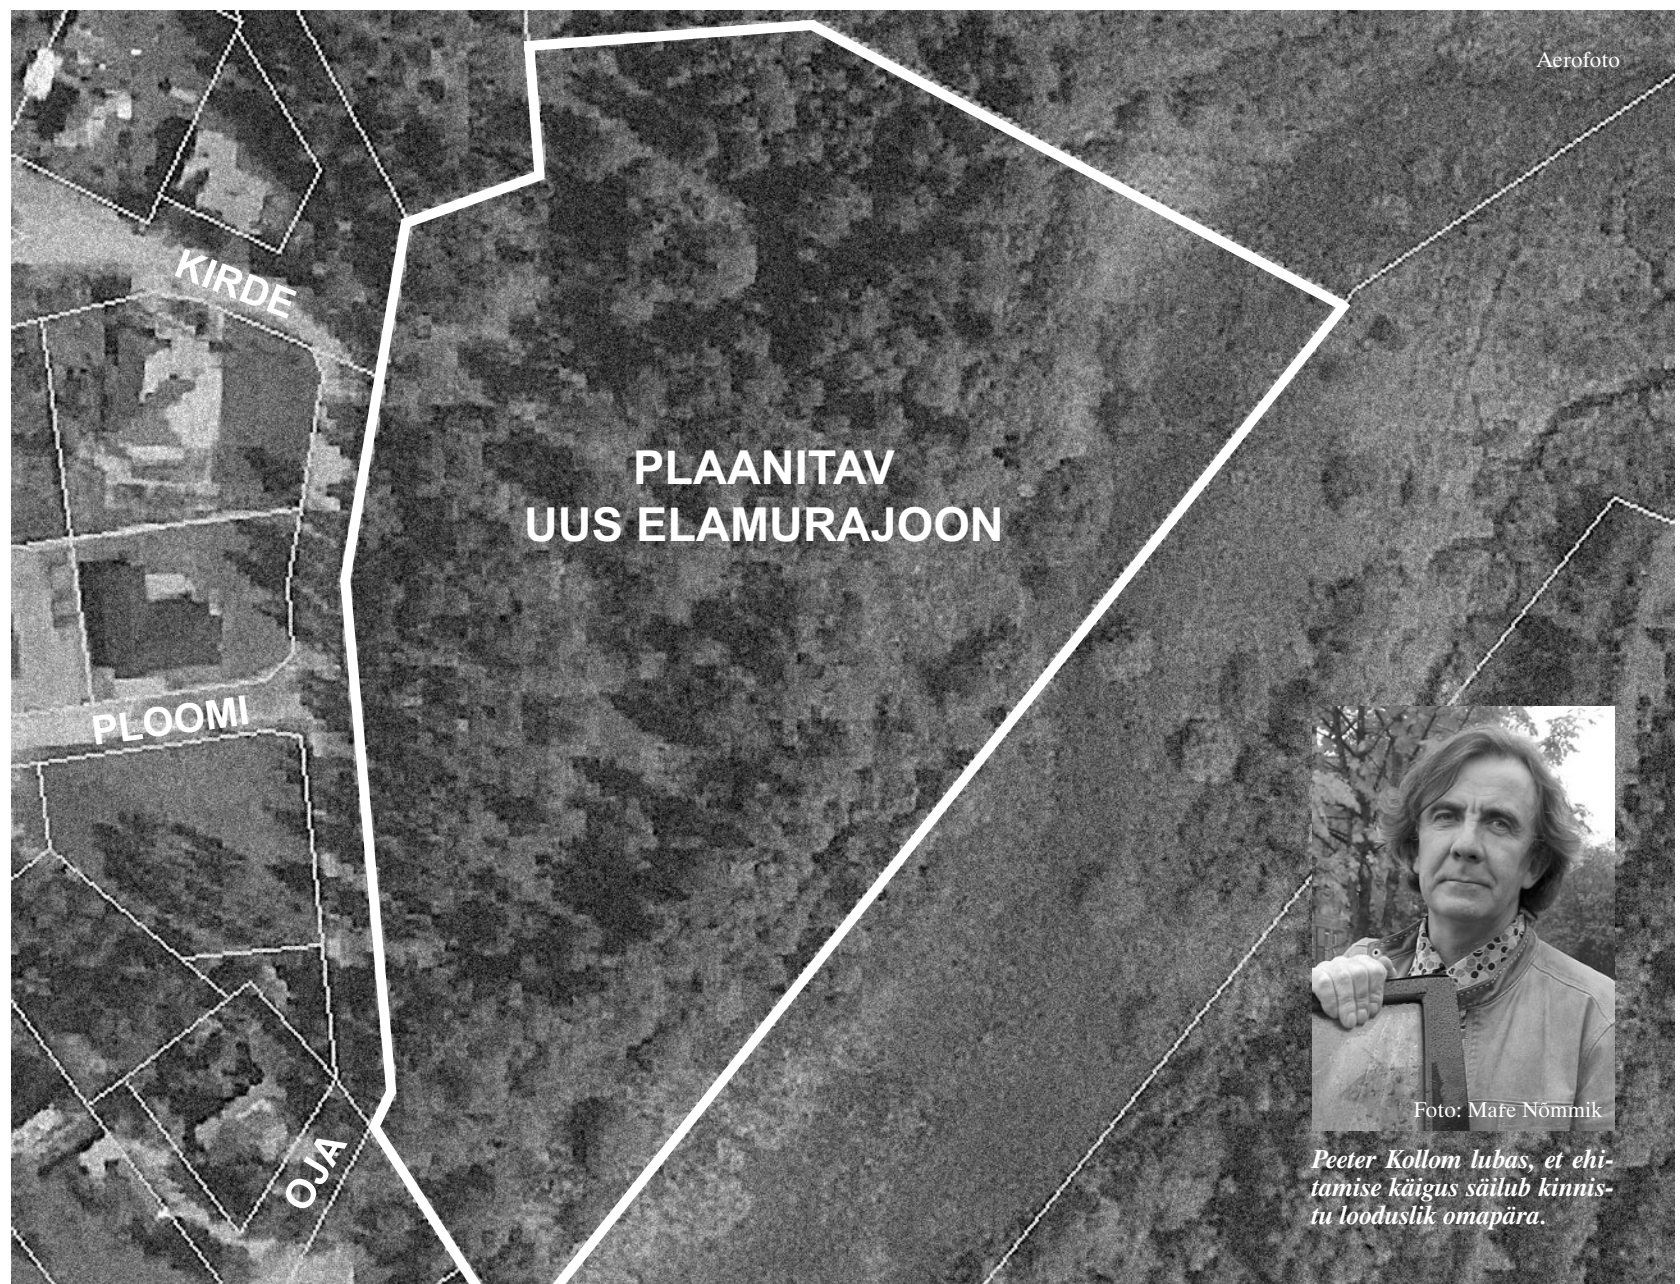 Aerofoto
KIRDE
PLAANITAV
UUS ELAMURAJOON
PLOOMI
OJA
Foto: Mafe Nõmmik
Peeter Kollom lubas, et ehi-
tamise käigus säilub kinnis-
tu looduslik omapära.